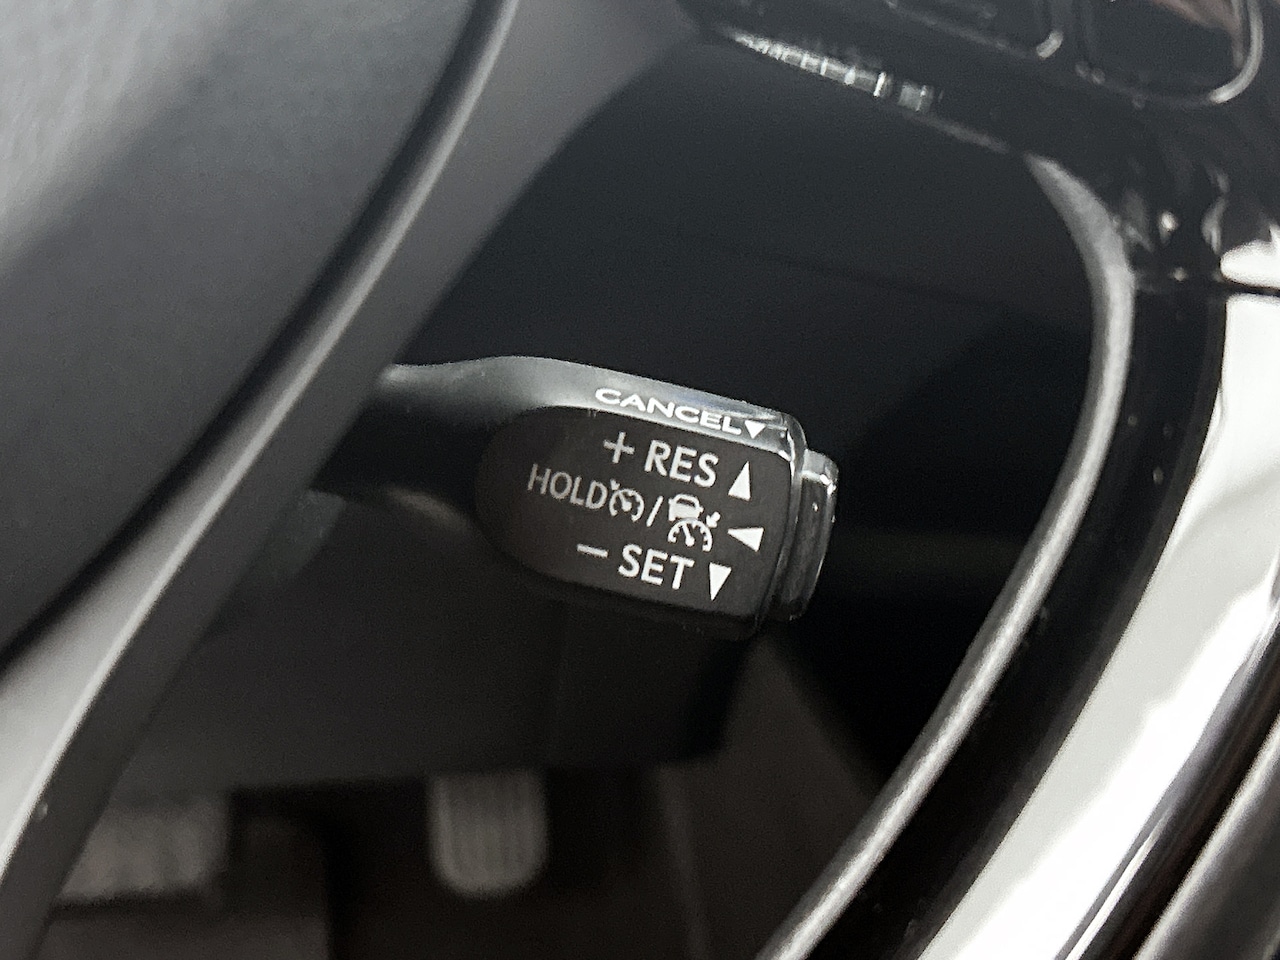 CANCEL▼
+ RES ▲
HOLD / ◄
− SET ▼